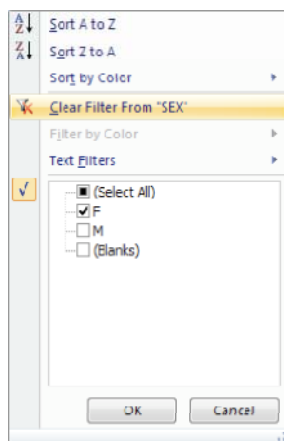 Sort A to Z
Sort Z to A
Sort by Color
Clear Filter From "SEX"
Filter by Color
Text Filters
(Select All)
F
M
(Blanks)
OK
Cancel